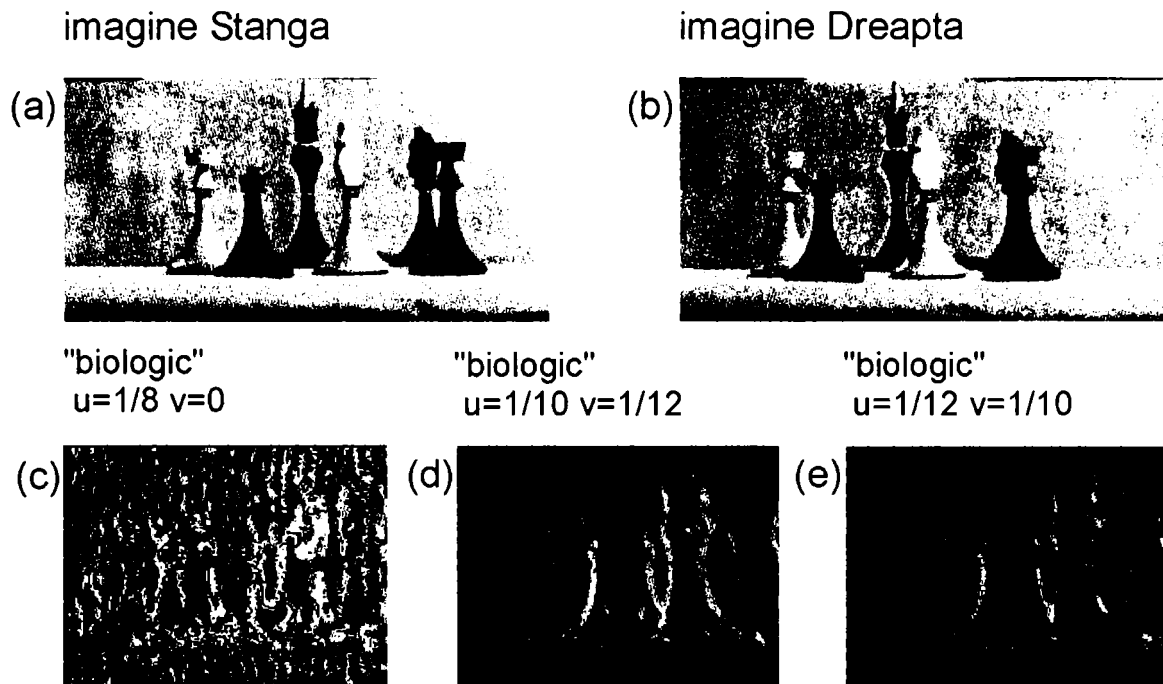 imagine Stanga
imagine Dreapta
(a)
(b)
"biologic"
u=1/8 v=0
"biologic"
u=1/10 v=1/12
"biologic"
u=1/12 v=1/10
(c)
(d)
(e)